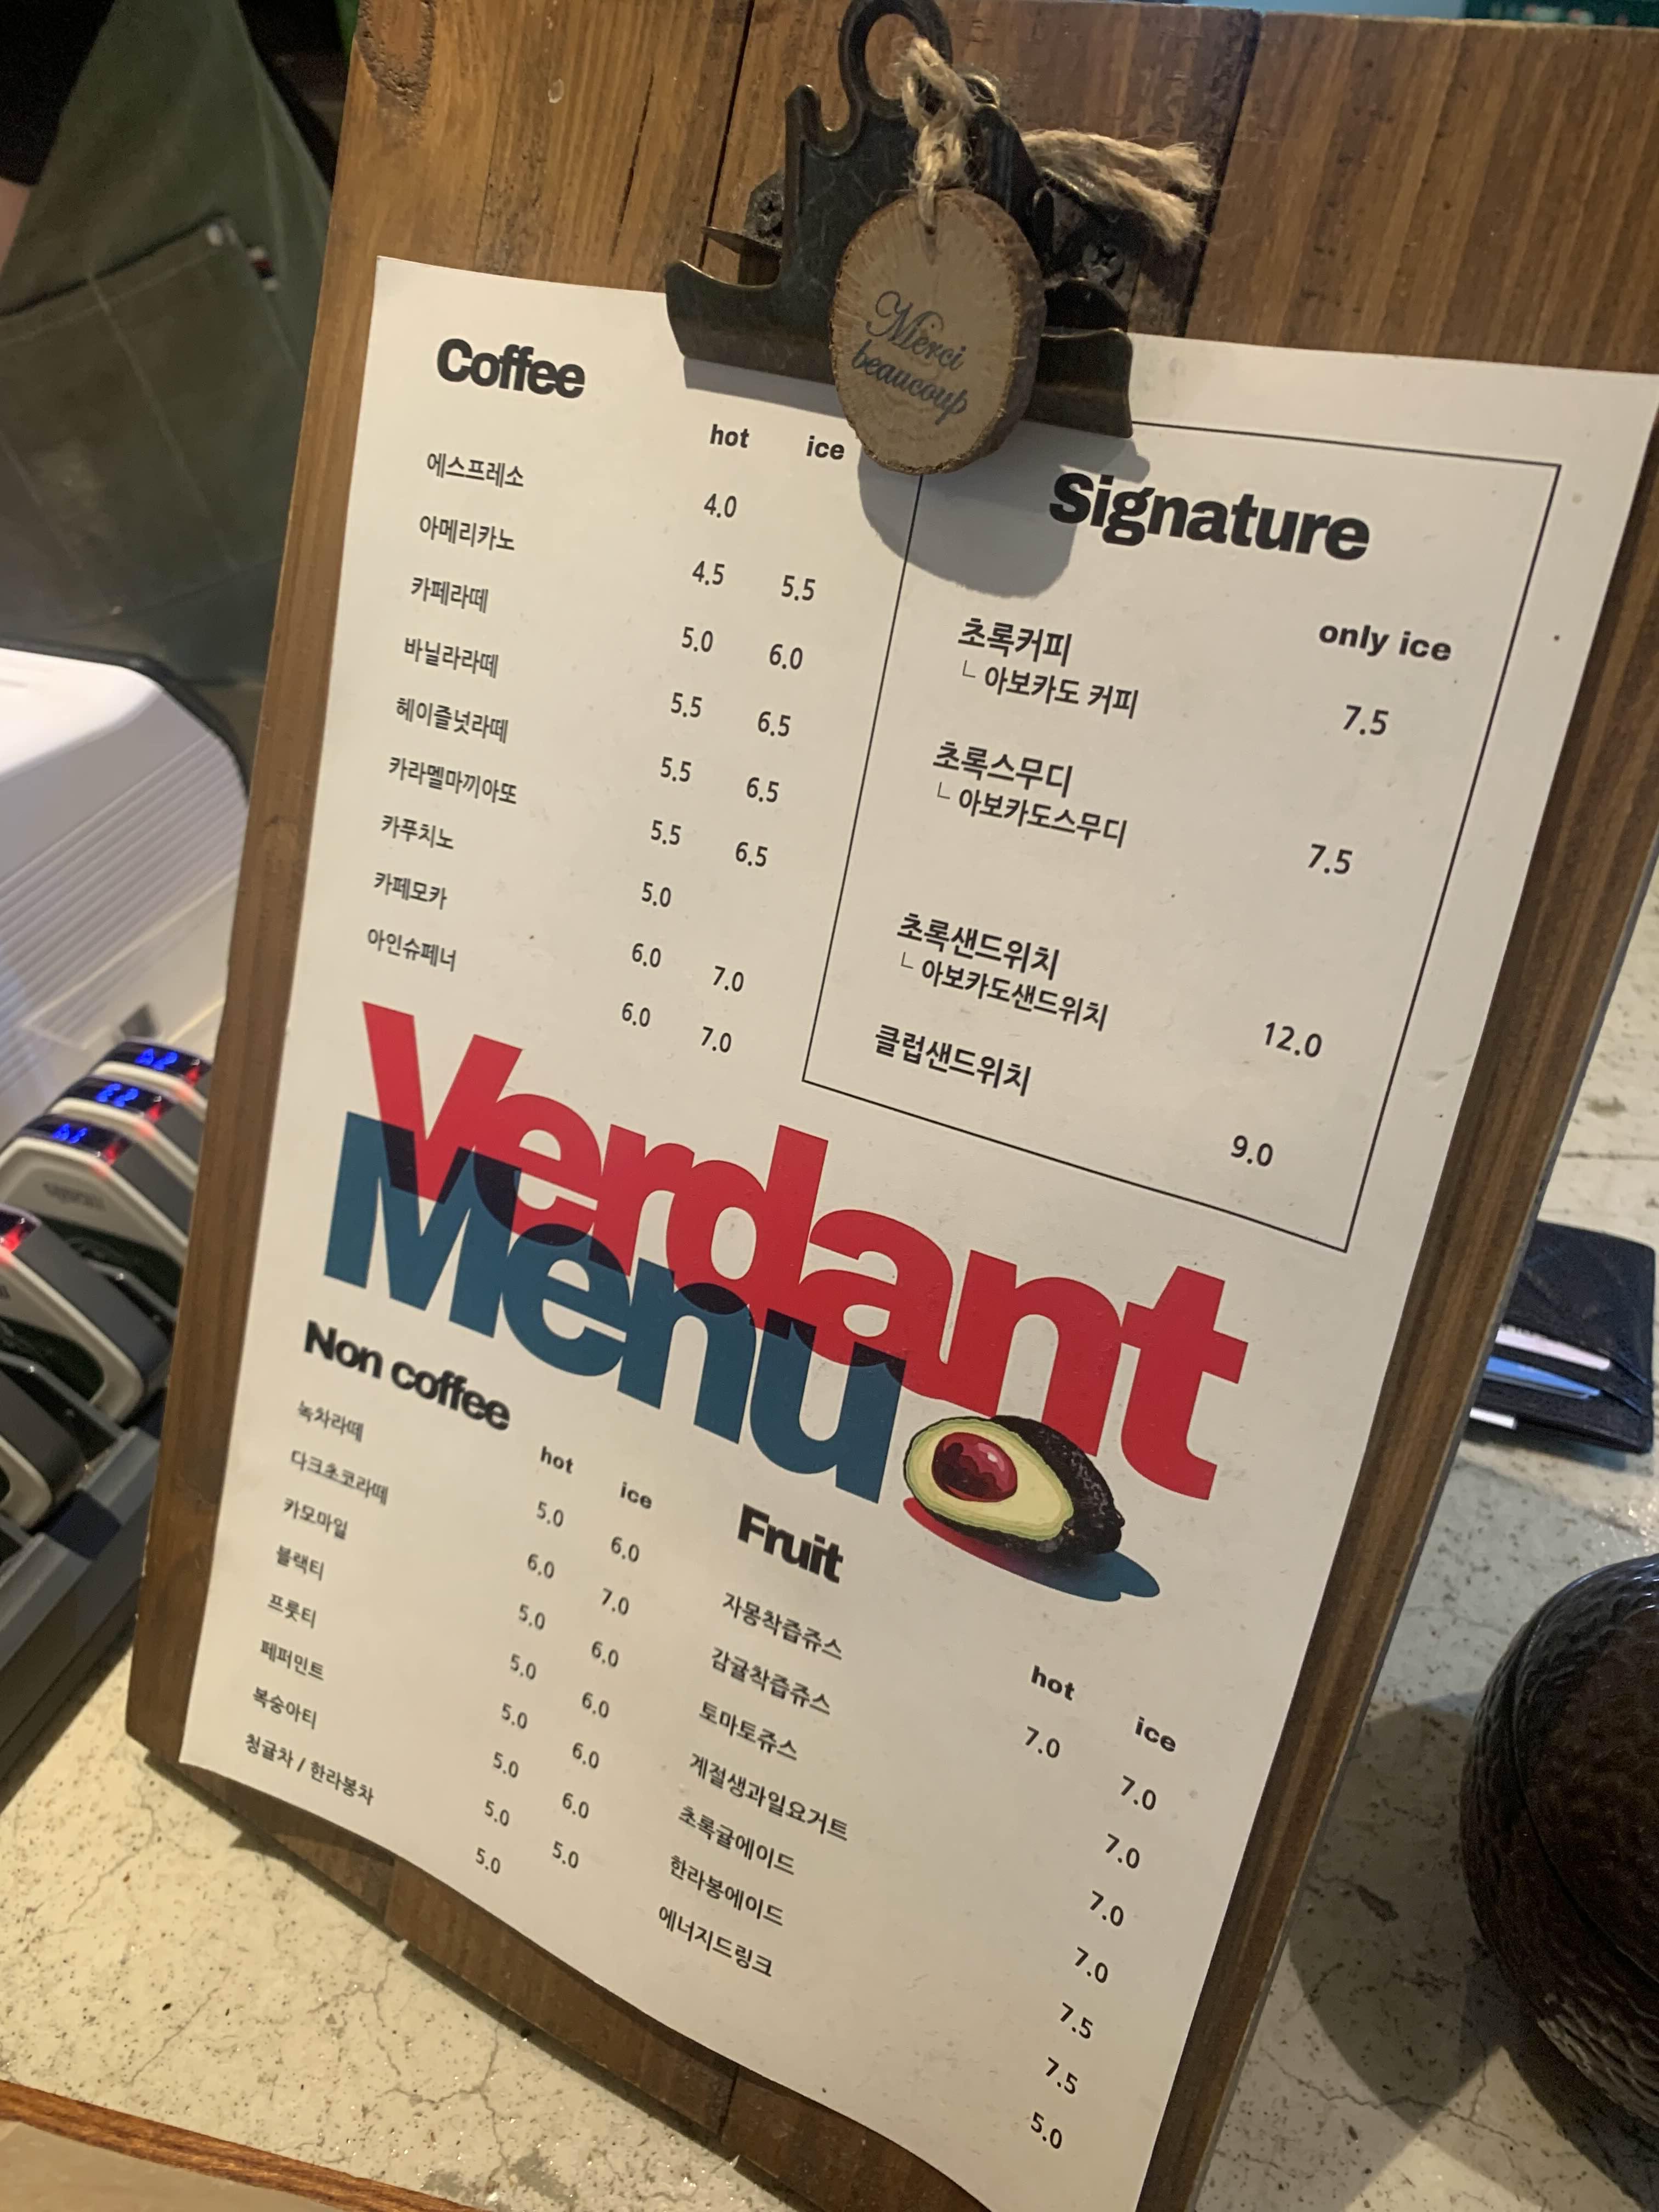 Merci
beaucoup
Coffee
hot ice
에스프레소 4.0
아메리카노 4.5 5.5
카페라떼 5.0 6.0
바닐라라떼 5.5 6.5
헤이즐넛라떼 5.5 6.5
카라멜마끼아또 5.5 6.5
카푸치노 5.0
카페모카 6.0 7.0
아인슈페너 6.0 7.0
Signature
only ice
초록커피
ㄴ 아보카도 커피 7.5
초록스무디
ㄴ 아보카도스무디 7.5
초록샌드위치
ㄴ 아보카도샌드위치 12.0
클럽샌드위치 9.0
Verdant
Menu
Non coffee
hot ice
녹차라떼 5.0 6.0
다크초코라떼 6.0 7.0
카모마일 5.0 6.0
블랙티 5.0 6.0
프룻티 5.0 6.0
페퍼민트 5.0 6.0
복숭아티 5.0 5.0
청귤차 / 한라봉차 5.0
Fruit
hot ice
자몽착즙쥬스 7.0 7.0
감귤착즙쥬스 7.0
토마토쥬스 7.0
계절생과일요거트 7.0
초록귤에이드 7.5
한라봉에이드 7.5
에너지드링크 5.0